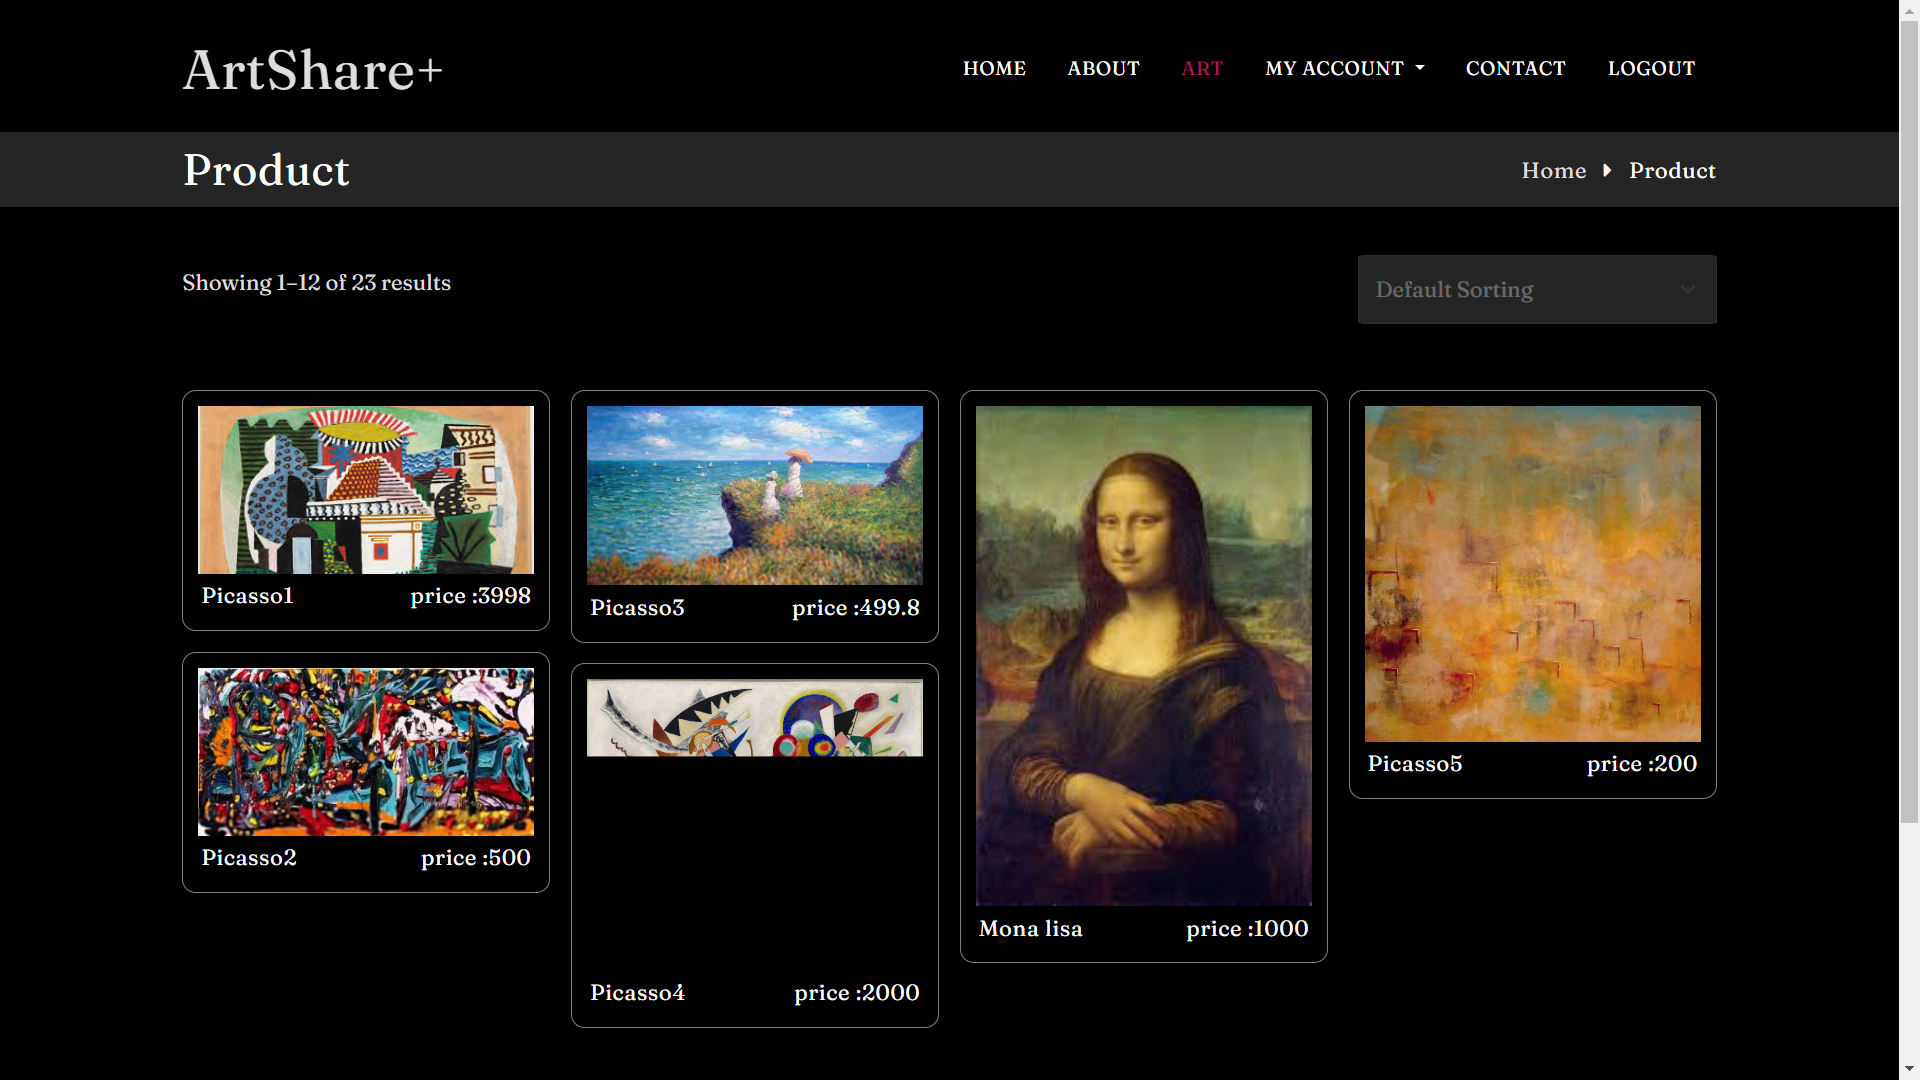 ArtShare+
HOME ABOUT ART MY ACCOUNT CONTACT LOGOUT
Product
Home Product
Showing 1–12 of 23 results
Default Sorting
Picasso1 price :3998
Picasso3 price :499.8
Picasso5 price :200
Picasso2 price :500
Mona lisa price :1000
Picasso4 price :2000